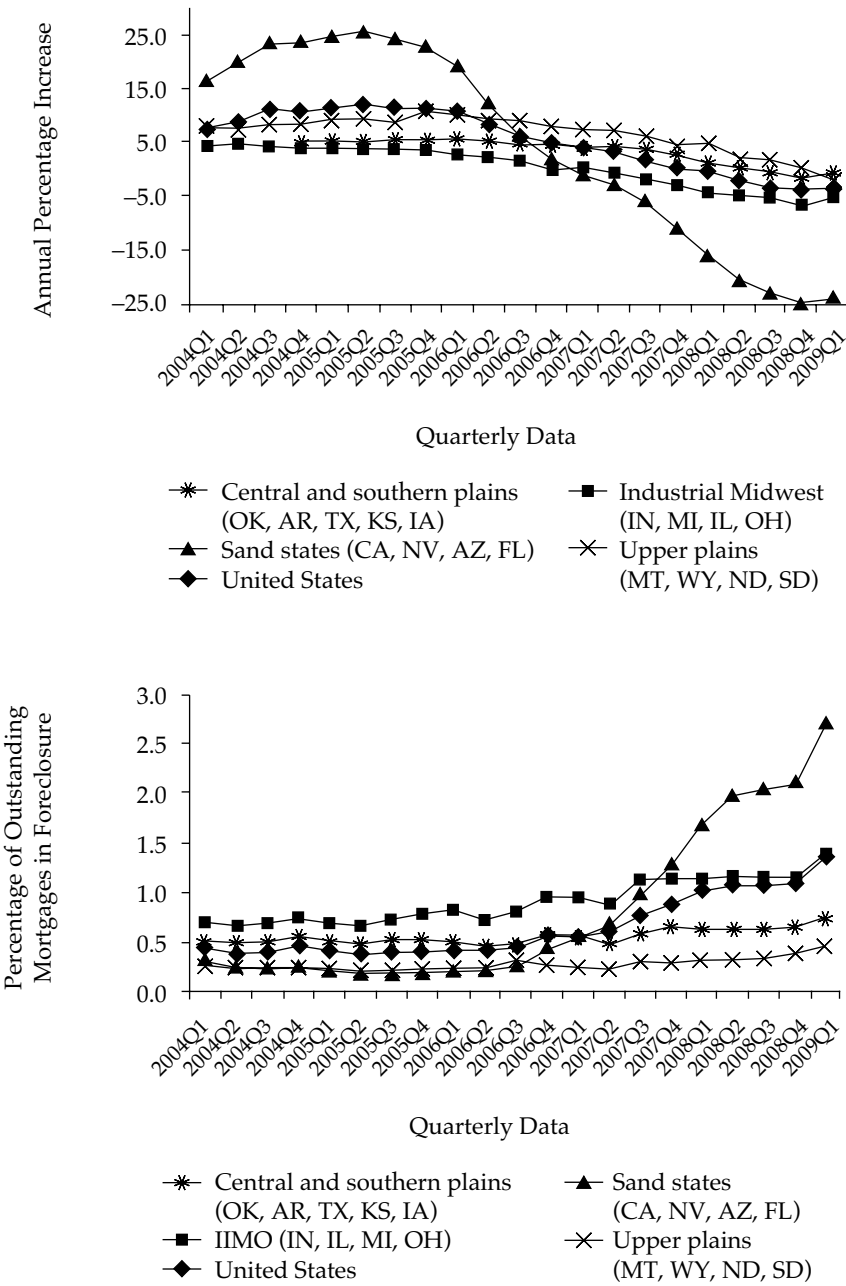 Annual Percentage Increase
25.0
15.0
5.0
–5.0
–15.0
–25.0
2004Q1
2004Q2
2004Q3
2004Q4
2005Q1
2005Q2
2005Q3
2005Q4
2006Q1
2006Q2
2006Q3
2006Q4
2007Q1
2007Q2
2007Q3
2007Q4
2008Q1
2008Q2
2008Q3
2008Q4
2009Q1
Quarterly Data
Central and southern plains
(OK, AR, TX, KS, IA)
Sand states (CA, NV, AZ, FL)
United States
Industrial Midwest
(IN, MI, IL, OH)
Upper plains
(MT, WY, ND, SD)
Percentage of Outstanding
Mortgages in Foreclosure
3.0
2.5
2.0
1.5
1.0
0.5
0.0
2004Q1
2004Q2
2004Q3
2004Q4
2005Q1
2005Q2
2005Q3
2005Q4
2006Q1
2006Q2
2006Q3
2006Q4
2007Q1
2007Q2
2007Q3
2007Q4
2008Q1
2008Q2
2008Q3
2008Q4
2009Q1
Quarterly Data
Central and southern plains
(OK, AR, TX, KS, IA)
IIMO (IN, IL, MI, OH)
United States
Sand states
(CA, NV, AZ, FL)
Upper plains
(MT, WY, ND, SD)